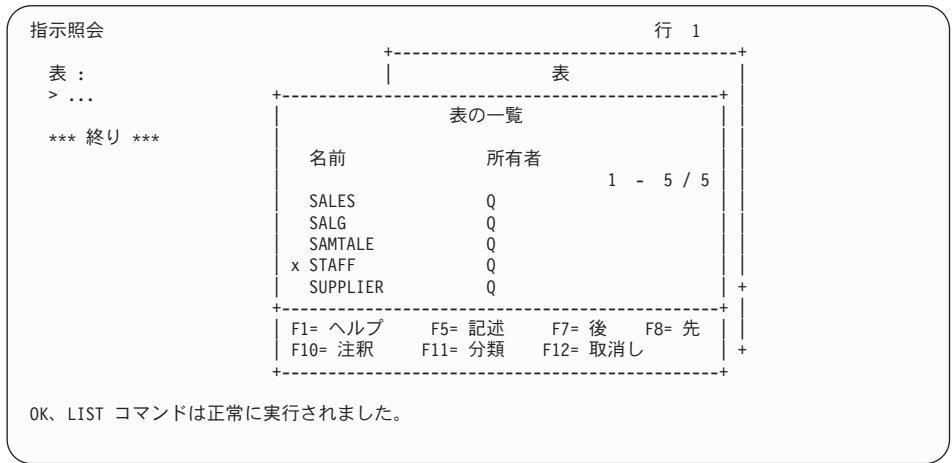 指示照会 行 1
表 : 表
> ...
表の一覧
*** 終り ***
名前 所有者
1 - 5 / 5
SALES Q
SALG Q
SAMTALE Q
x STAFF Q
SUPPLIER Q
F1= ヘルプ F5= 記述 F7= 後 F8= 先
F10= 注釈 F11= 分類 F12= 取消し
OK、LIST コマンドは正常に実行されました。